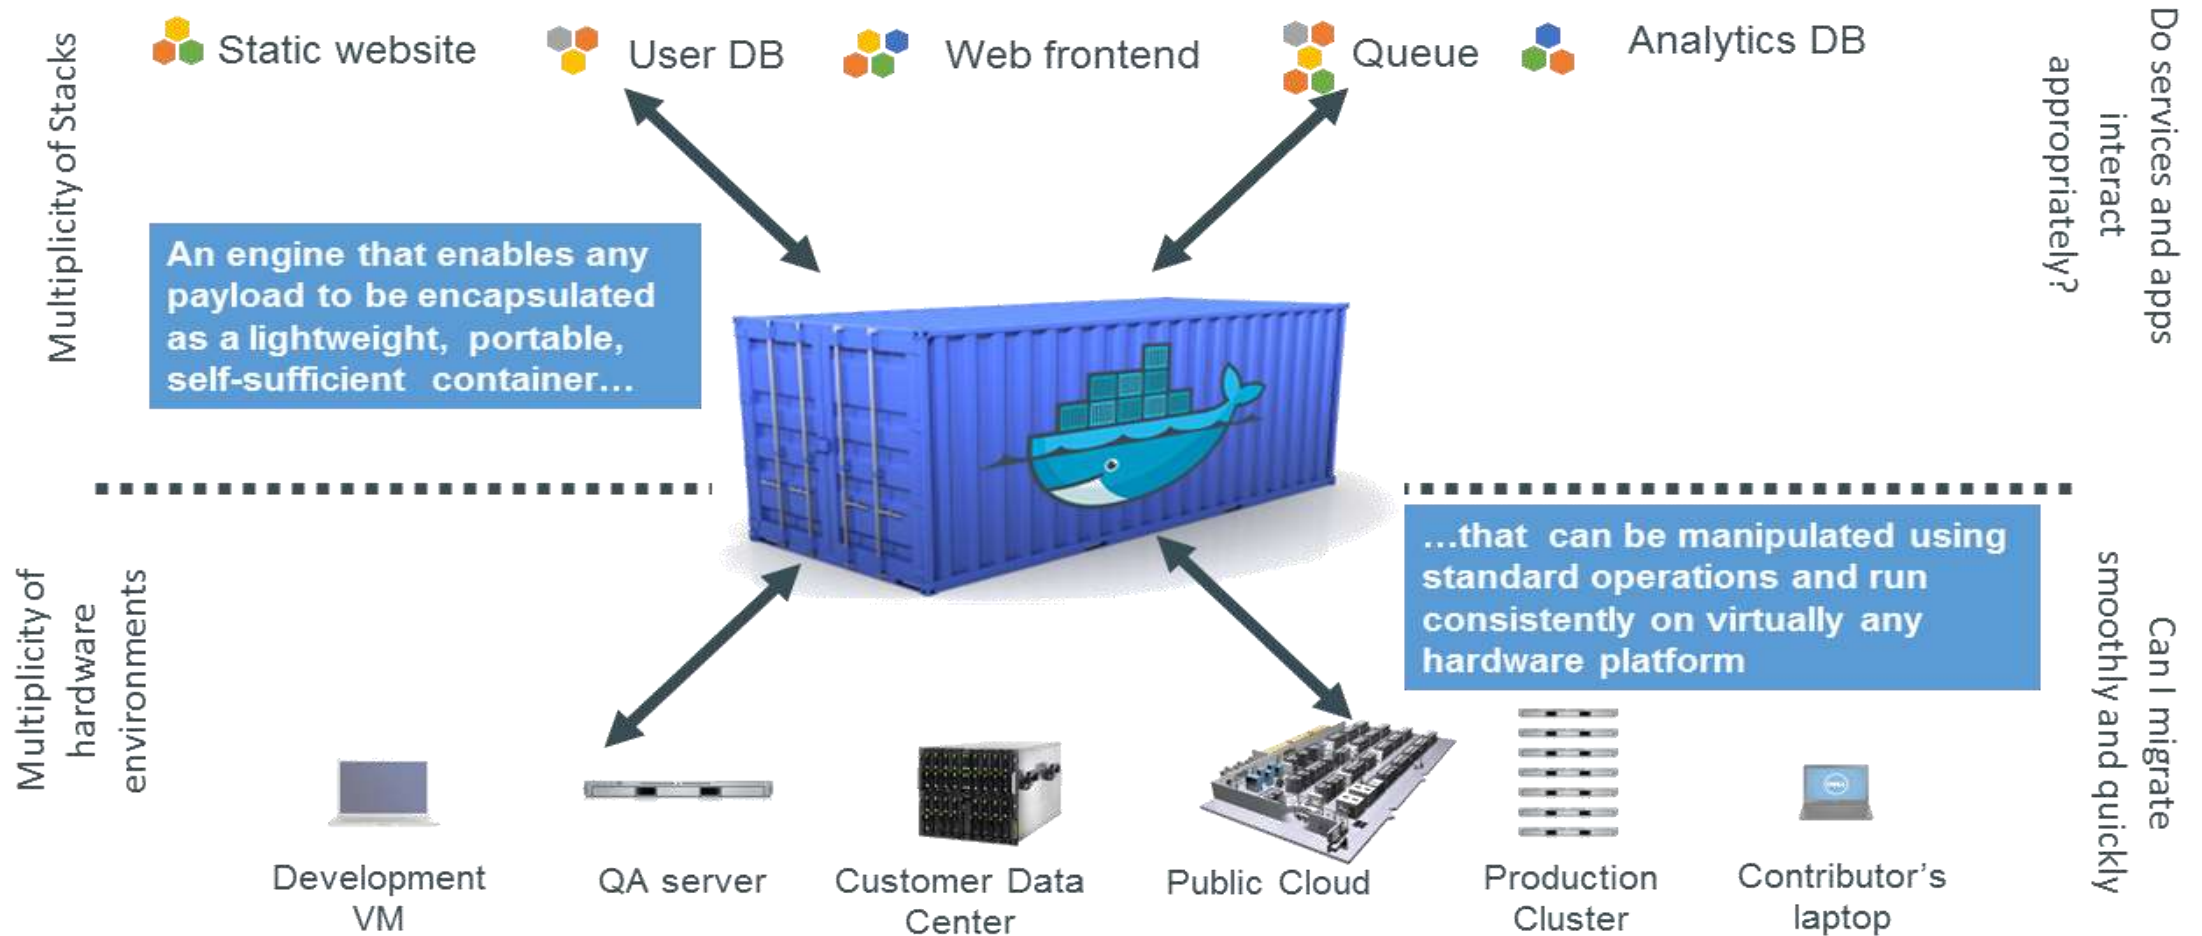 Static website
User DB
Web frontend
Queue
Analytics DB
Multiplicity of Stacks
Do services and apps
interact
appropriately?
An engine that enables any
payload to be encapsulated
as a lightweight, portable,
self-sufficient container...
...that can be manipulated using
standard operations and run
consistently on virtually any
hardware platform
Multiplicity of
hardware
environments
Can I migrate
smoothly and quickly
DELL
Development
VM
QA server
Customer Data
Center
Public Cloud
Production
Cluster
Contributor's
laptop